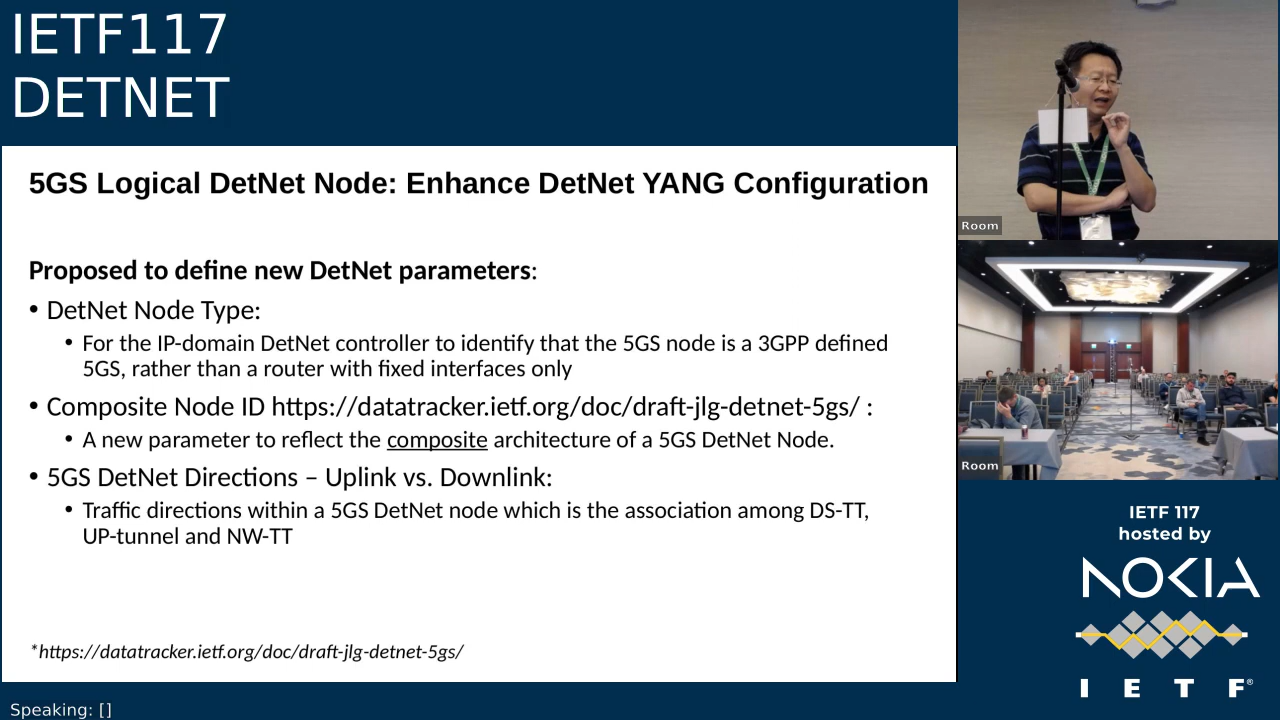 IETF117
DETNET
5GS Logical DetNet Node: Enhance DetNet YANG Configuration
Proposed to define new DetNet parameters:
• DetNet Node Type:
• For the IP-domain DetNet controller to identify that the 5GS node is a 3GPP defined
5GS, rather than a router with fixed interfaces only
• Composite Node ID https://datatracker.ietf.org/doc/draft-jlg-detnet-5gs/ :
• A new parameter to reflect the composite architecture of a 5GS DetNet Node.
• 5GS DetNet Directions – Uplink vs. Downlink:
• Traffic directions within a 5GS DetNet node which is the association among DS-TT,
UP-tunnel and NW-TT
*https://datatracker.ietf.org/doc/draft-jlg-detnet-5gs/
Speaking: []
Room
Room
IETF 117
hosted by
NOKIA
I E T F®